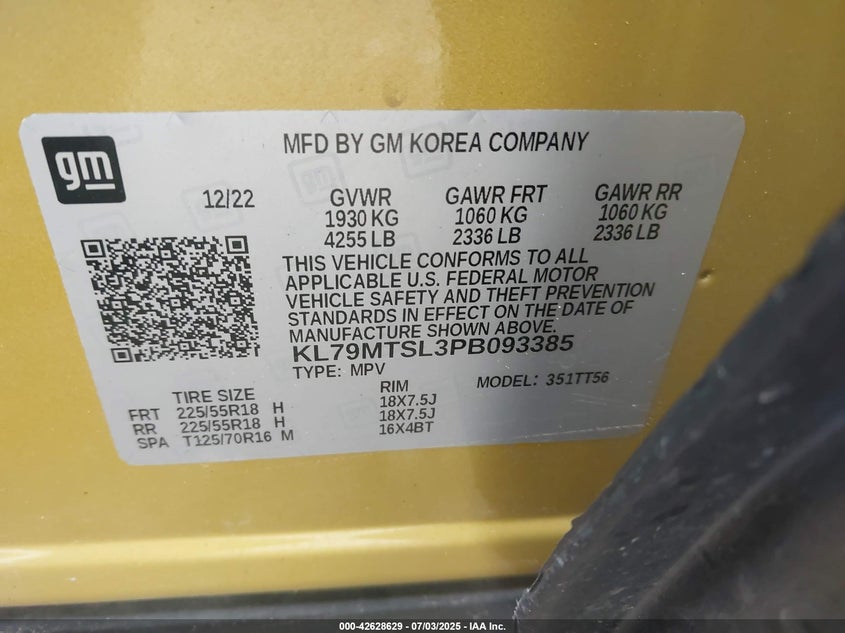 gm
MFD BY GM KOREA COMPANY
12/22
GVWR GAWR FRT GAWR RR
1930 KG 1060 KG 1060 KG
4255 LB 2336 LB 2336 LB
THIS VEHICLE CONFORMS TO ALL
APPLICABLE U.S. FEDERAL MOTOR
VEHICLE SAFETY AND THEFT PREVENTION
STANDARDS IN EFFECT ON THE DATE OF
MANUFACTURE SHOWN ABOVE.
KL79MTSL3PB093385
TYPE: MPV MODEL: 351TT56
TIRE SIZE RIM
FRT 225/55R18 H 18X7.5J
RR 225/55R18 H 18X7.5J
SPA T125/70R16 M 16X4BT
000-42628629 - 07/03/2025 - IAA Inc.